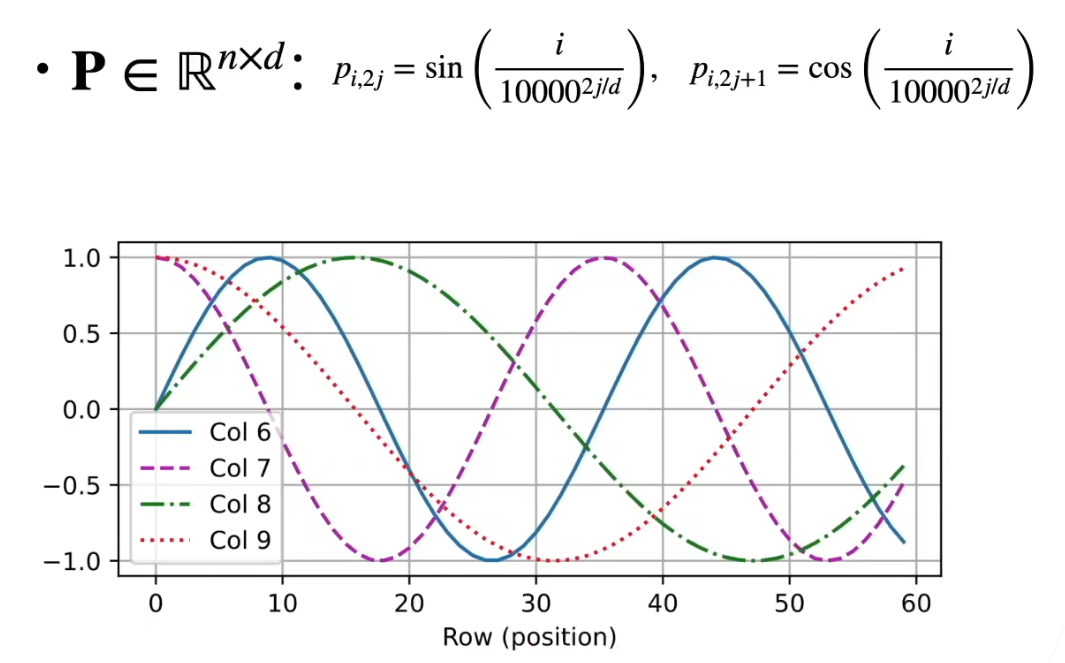 • P ∈ ℝ^{n×d}: p_{i,2j} = sin(i/10000^{2j/d}), p_{i,2j+1} = cos(i/10000^{2j/d})
1.0
0.5
0.0
−0.5
−1.0
Col 6
Col 7
Col 8
Col 9
0 10 20 30 40 50 60
Row (position)